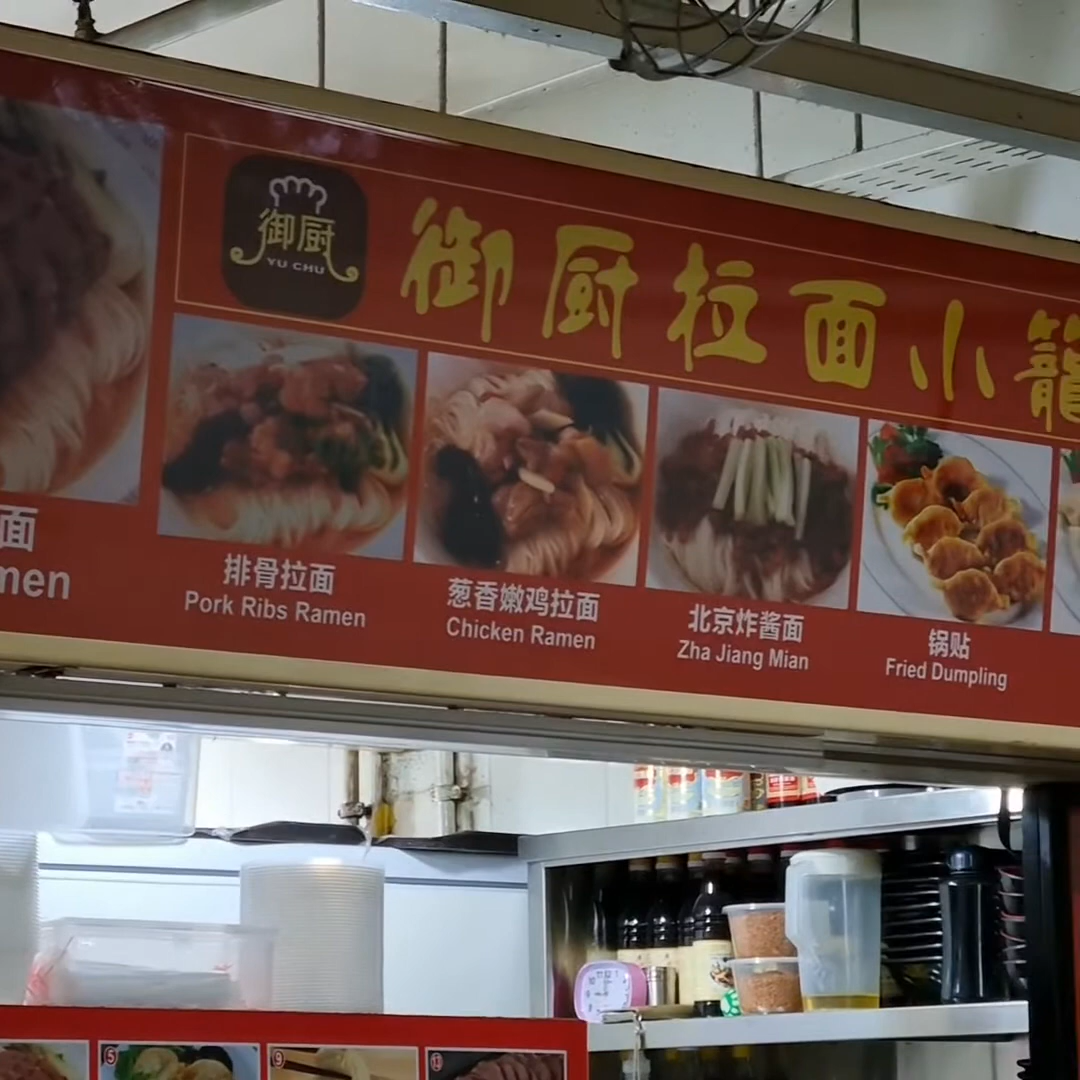 御厨
YU CHU
御厨拉面小籠
面
men
排骨拉面
Pork Ribs Ramen
葱香嫩鸡拉面
Chicken Ramen
北京炸酱面
Zha Jiang Mian
锅贴
Fried Dumpling
⑤
⑨